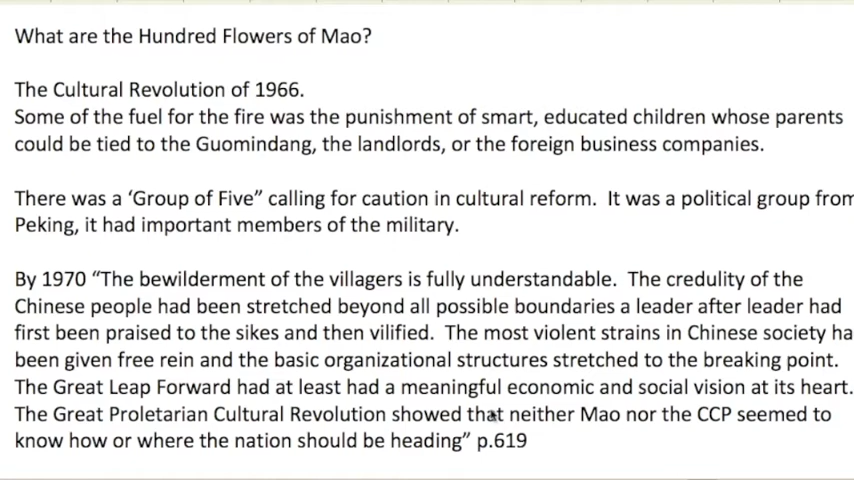 What are the Hundred Flowers of Mao?
The Cultural Revolution of 1966.
Some of the fuel for the fire was the punishment of smart, educated children whose parents
could be tied to the Guomindang, the landlords, or the foreign business companies.
There was a ‘Group of Five” calling for caution in cultural reform.  It was a political group from
Peking, it had important members of the military.
By 1970 “The bewilderment of the villagers is fully understandable.  The credulity of the
Chinese people had been stretched beyond all possible boundaries a leader after leader had
first been praised to the sikes and then vilified.  The most violent strains in Chinese society ha
been given free rein and the basic organizational structures stretched to the breaking point.
The Great Leap Forward had at least had a meaningful economic and social vision at its heart.
The Great Proletarian Cultural Revolution showed that neither Mao nor the CCP seemed to
know how or where the nation should be heading” p.619